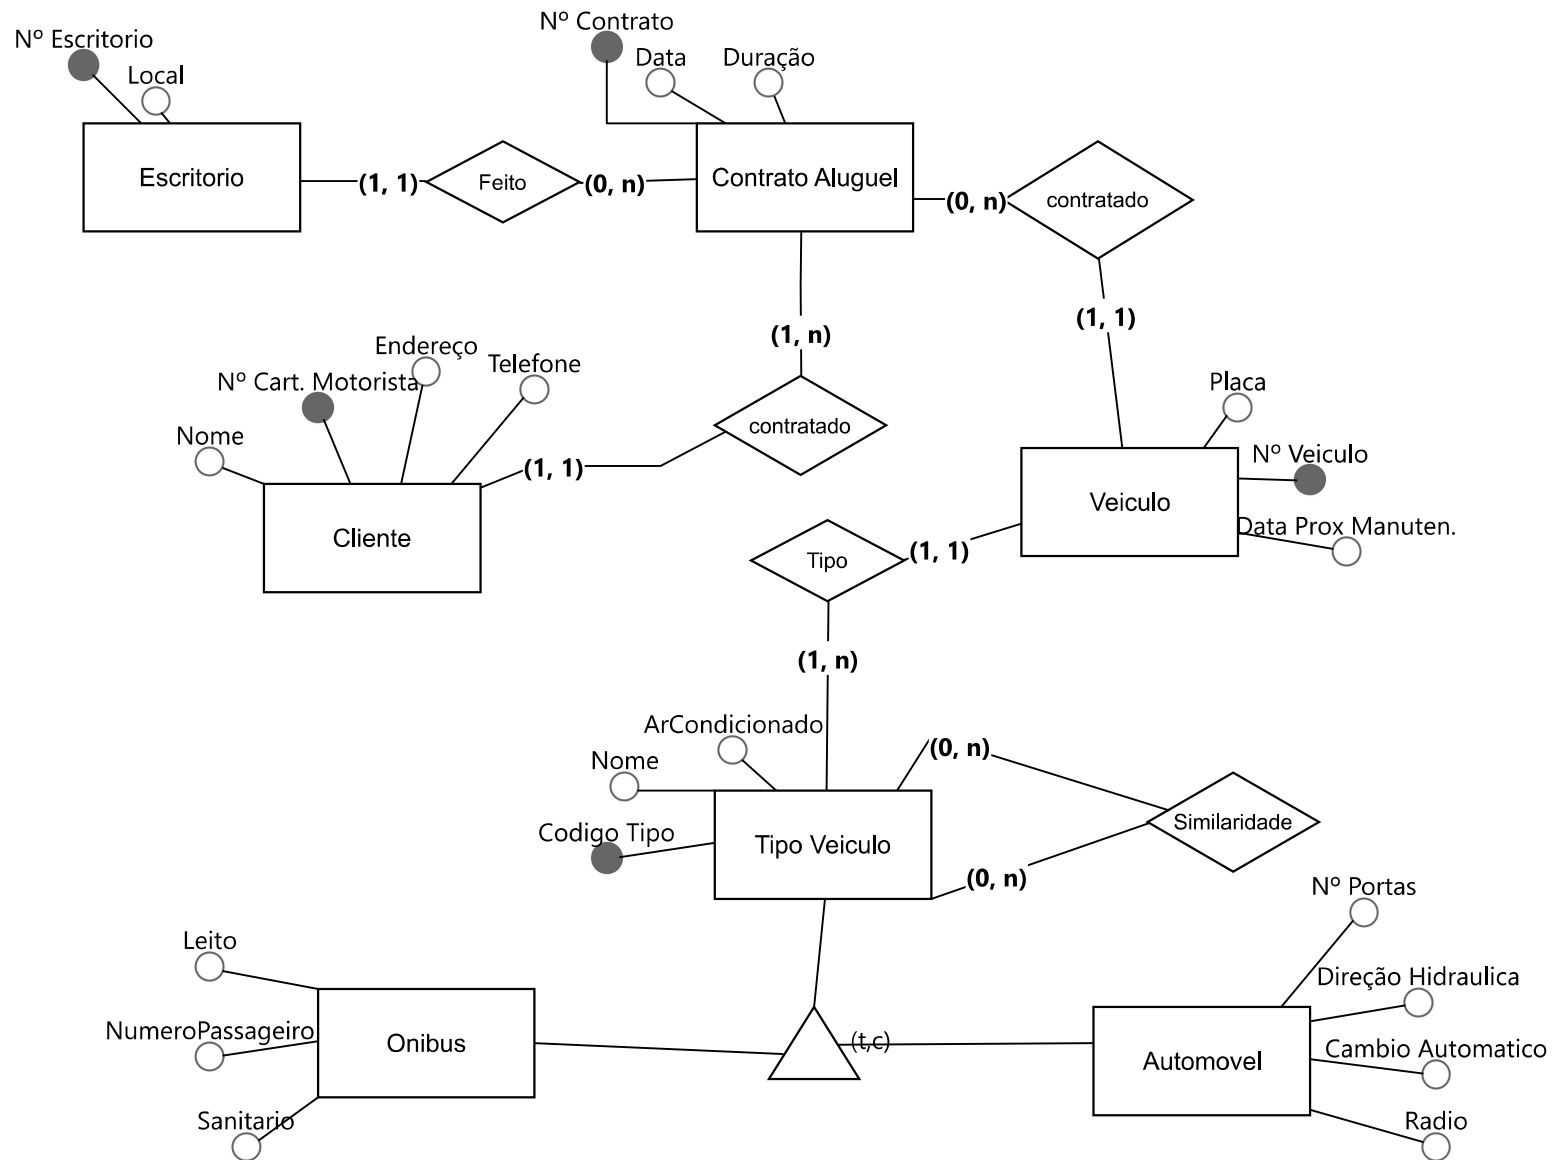 Nº Contrato
Nº Escritorio
Data
Duração
Local
Escritorio
(1, 1)
Feito
(0, n)
Contrato Aluguel
(0, n)
contratado
(1, 1)
(1, n)
Endereço
Telefone
Nº Cart. Motorista
Nome
contratado
(1, 1)
Cliente
Placa
Nº Veiculo
Veiculo
Data Prox Manuten.
Tipo
(1, 1)
(1, n)
ArCondicionado
Nome
(0, n)
Codigo Tipo
Tipo Veiculo
Similaridade
(0, n)
Nº Portas
Leito
Direção Hidraulica
NumeroPassageiro
Onibus
(t,c)
Cambio Automatico
Automovel
Sanitario
Radio